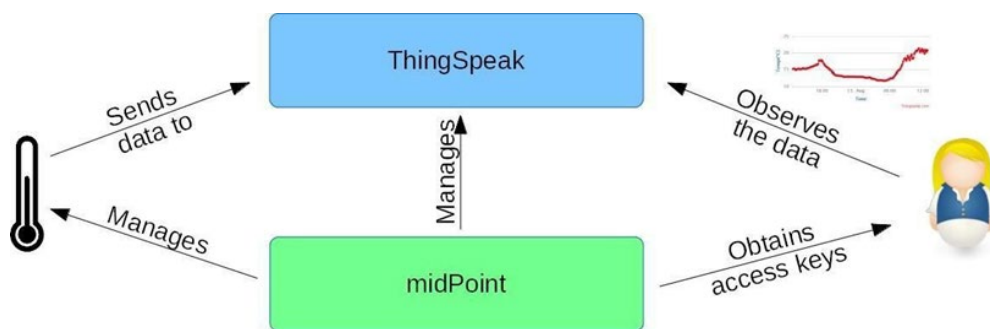 ThingSpeak
Sends
data to
Manages
Observes
the data
Manages
midPoint
Obtains
access keys